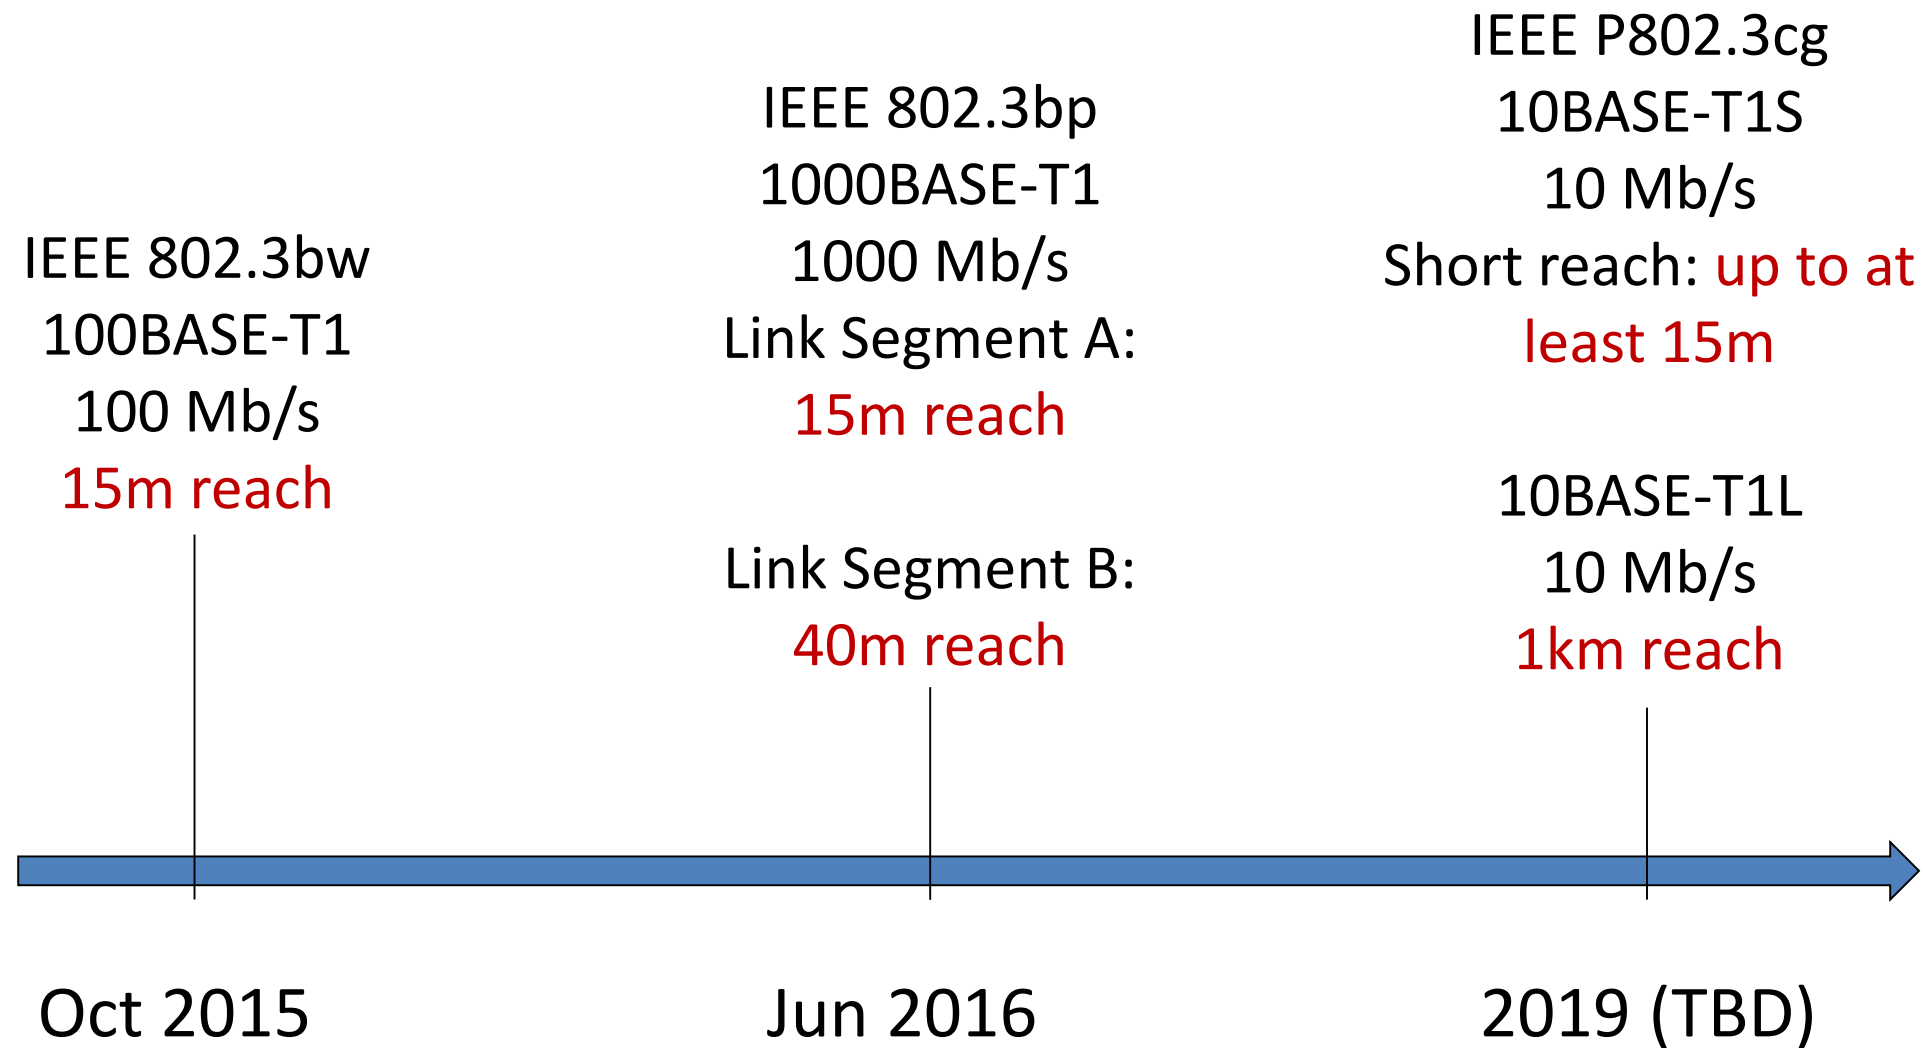 IEEE 802.3bw
100BASE-T1
100 Mb/s
15m reach
Oct 2015
IEEE 802.3bp
1000BASE-T1
1000 Mb/s
Link Segment A:
15m reach
Link Segment B:
40m reach
Jun 2016
IEEE P802.3cg
10BASE-T1S
10 Mb/s
Short reach: up to at
least 15m
10BASE-T1L
10 Mb/s
1km reach
2019 (TBD)